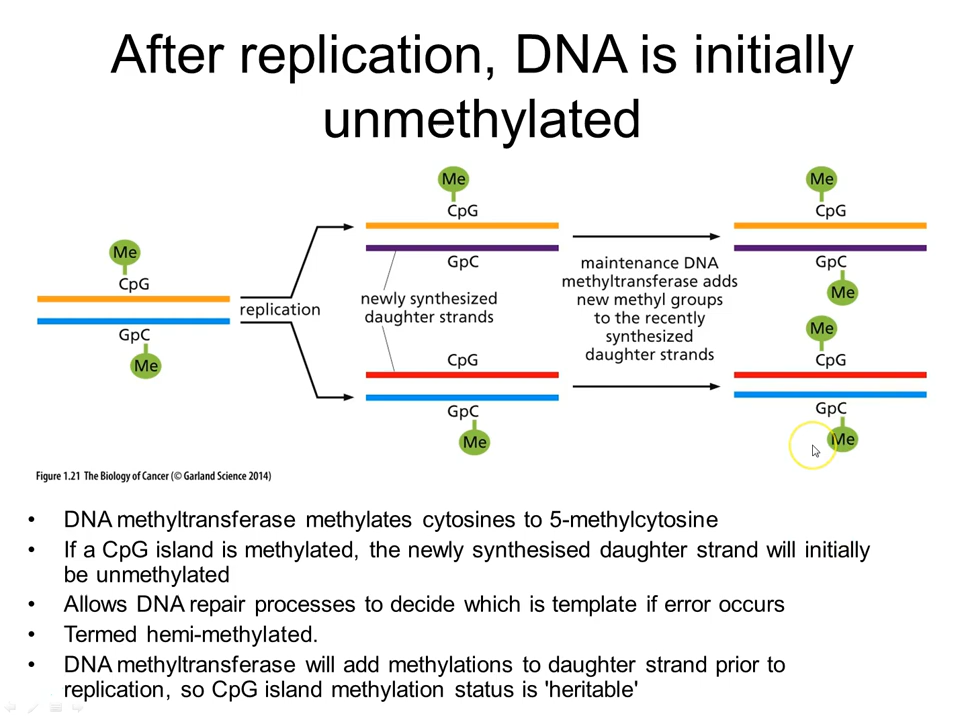 After replication, DNA is initially
unmethylated
Me
CpG
GpC
Me
replication
Me
CpG
GpC
newly synthesized
daughter strands
CpG
GpC
Me
maintenance DNA
methyltransferase adds
new methyl groups
to the recently
synthesized
daughter strands
Me
CpG
GpC
Me
Me
CpG
GpC
Me
Figure 1.21 The Biology of Cancer (© Garland Science 2014)
• DNA methyltransferase methylates cytosines to 5-methylcytosine
• If a CpG island is methylated, the newly synthesised daughter strand will initially
be unmethylated
• Allows DNA repair processes to decide which is template if error occurs
• Termed hemi-methylated.
• DNA methyltransferase will add methylations to daughter strand prior to
replication, so CpG island methylation status is 'heritable'